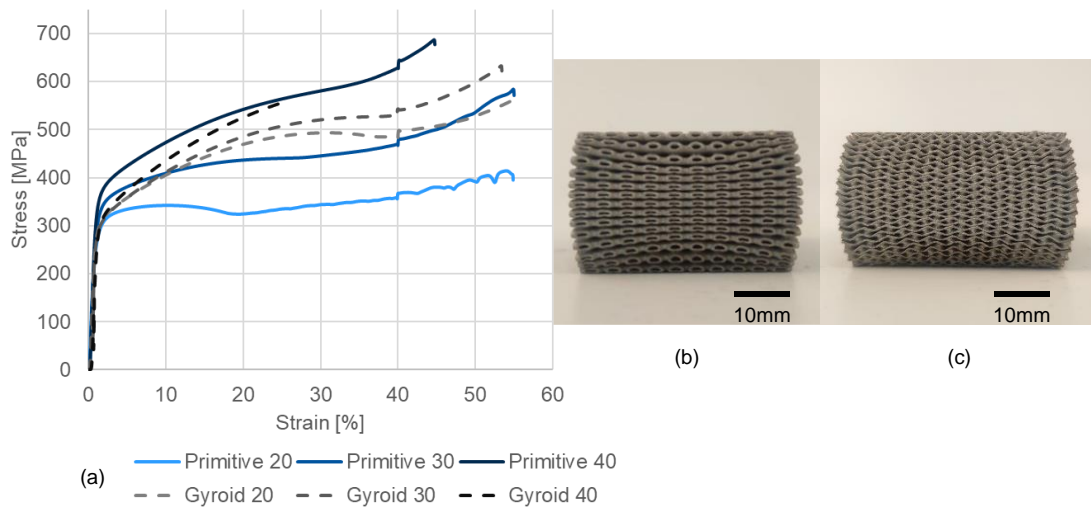 700
600
500
400
300
200
100
0
Stress [MPa]
0 10 20 30 40 50 60
Strain [%]
(a)
Primitive 20 Primitive 30 Primitive 40
Gyroid 20 Gyroid 30 Gyroid 40
10mm
(b)
10mm
(c)